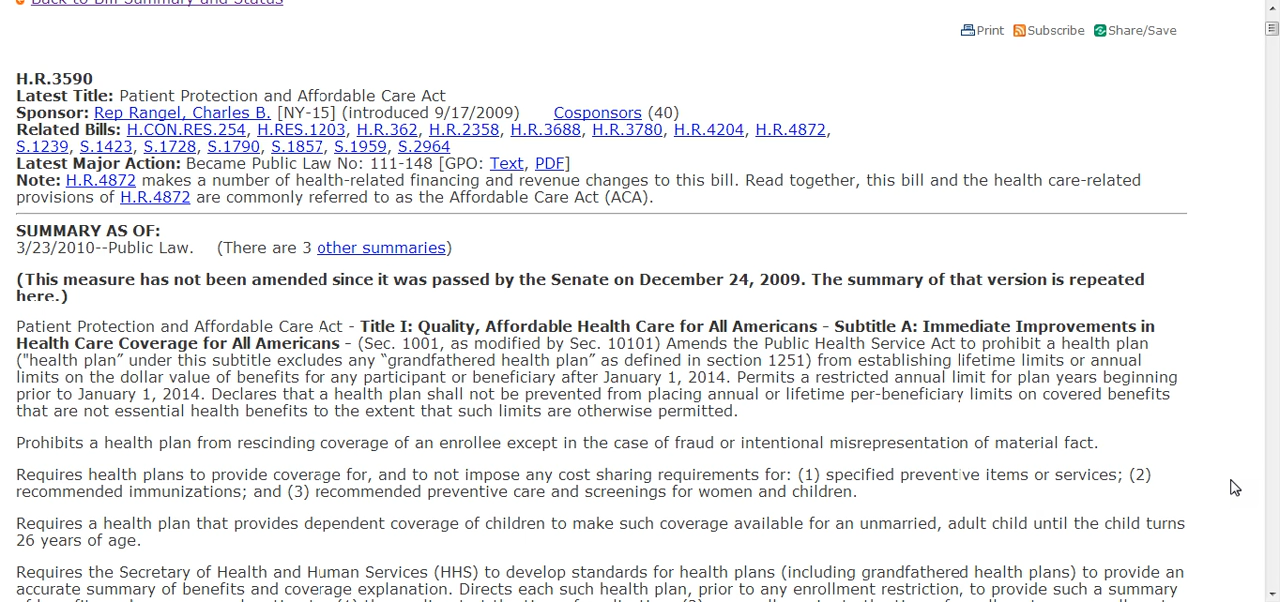 Back to Bill Summary and Status
Print Subscribe Share/Save
H.R.3590
Latest Title: Patient Protection and Affordable Care Act
Sponsor: Rep Rangel, Charles B. [NY-15] (introduced 9/17/2009) Cosponsors (40)
Related Bills: H.CON.RES.254, H.RES.1203, H.R.362, H.R.2358, H.R.3688, H.R.3780, H.R.4204, H.R.4872,
S.1239, S.1423, S.1728, S.1790, S.1857, S.1959, S.2964
Latest Major Action: Became Public Law No: 111-148 [GPO: Text, PDF]
Note: H.R.4872 makes a number of health-related financing and revenue changes to this bill. Read together, this bill and the health care-related
provisions of H.R.4872 are commonly referred to as the Affordable Care Act (ACA).
SUMMARY AS OF:
3/23/2010--Public Law. (There are 3 other summaries)
(This measure has not been amended since it was passed by the Senate on December 24, 2009. The summary of that version is repeated
here.)
Patient Protection and Affordable Care Act - Title I: Quality, Affordable Health Care for All Americans - Subtitle A: Immediate Improvements in
Health Care Coverage for All Americans - (Sec. 1001, as modified by Sec. 10101) Amends the Public Health Service Act to prohibit a health plan
("health plan” under this subtitle excludes any “grandfathered health plan” as defined in section 1251) from establishing lifetime limits or annual
limits on the dollar value of benefits for any participant or beneficiary after January 1, 2014. Permits a restricted annual limit for plan years beginning
prior to January 1, 2014. Declares that a health plan shall not be prevented from placing annual or lifetime per-beneficiary limits on covered benefits
that are not essential health benefits to the extent that such limits are otherwise permitted.
Prohibits a health plan from rescinding coverage of an enrollee except in the case of fraud or intentional misrepresentation of material fact.
Requires health plans to provide coverage for, and to not impose any cost sharing requirements for: (1) specified preventive items or services; (2)
recommended immunizations; and (3) recommended preventive care and screenings for women and children.
Requires a health plan that provides dependent coverage of children to make such coverage available for an unmarried, adult child until the child turns
26 years of age.
Requires the Secretary of Health and Human Services (HHS) to develop standards for health plans (including grandfathered health plans) to provide an
accurate summary of benefits and coverage explanation. Directs each such health plan, prior to any enrollment restriction, to provide such a summary